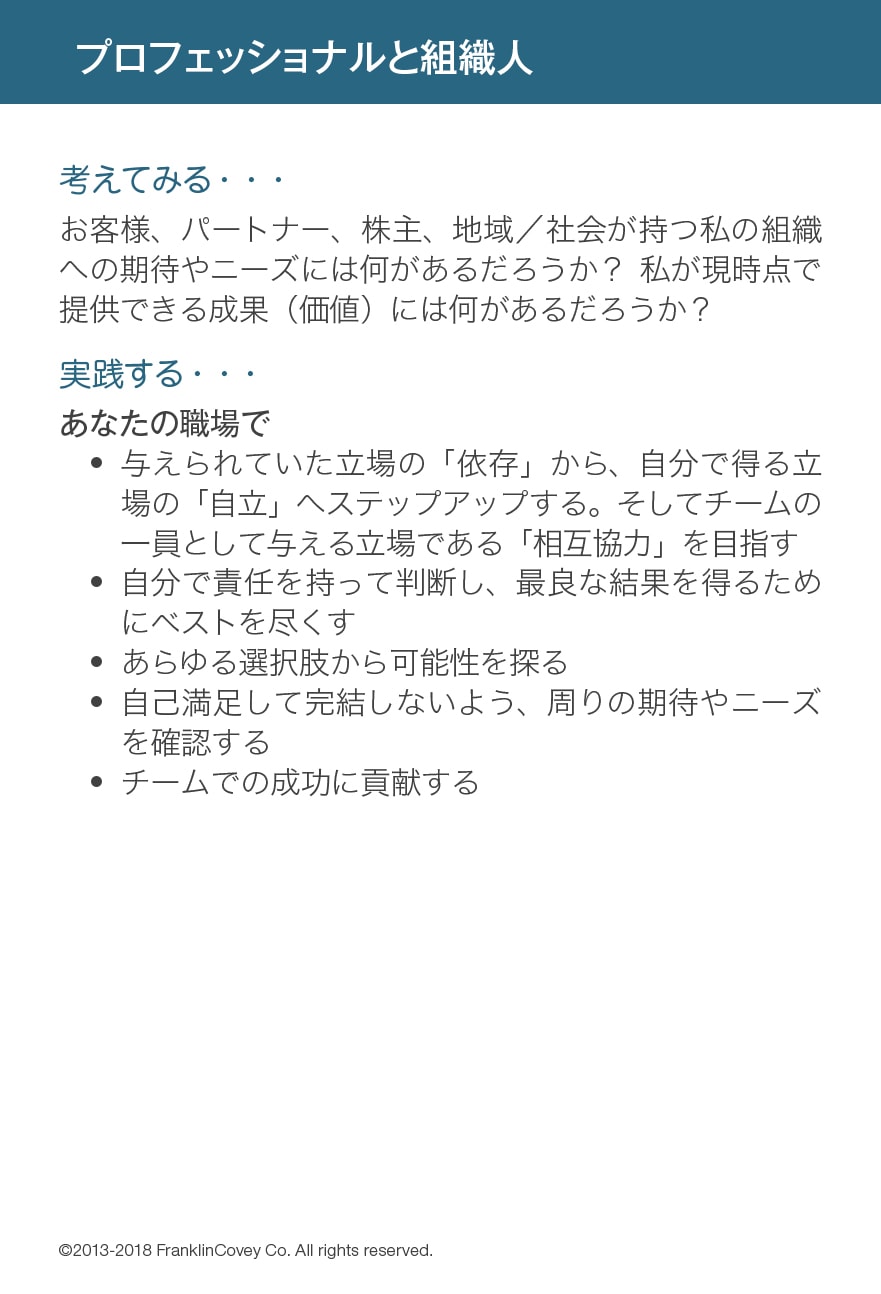 プロフェッショナルと組織人
考えてみる・・・
お客様、パートナー、株主、地域／社会が持つ私の組織
への期待やニーズには何があるだろうか？ 私が現時点で
提供できる成果（価値）には何があるだろうか？
実践する・・・
あなたの職場で
• 与えられていた立場の「依存」から、自分で得る立
場の「自立」へステップアップする。そしてチームの
一員として与える立場である「相互協力」を目指す
• 自分で責任を持って判断し、最良な結果を得るため
にベストを尽くす
• あらゆる選択肢から可能性を探る
• 自己満足して完結しないよう、周りの期待やニーズ
を確認する
• チームでの成功に貢献する
©2013-2018 FranklinCovey Co. All rights reserved.